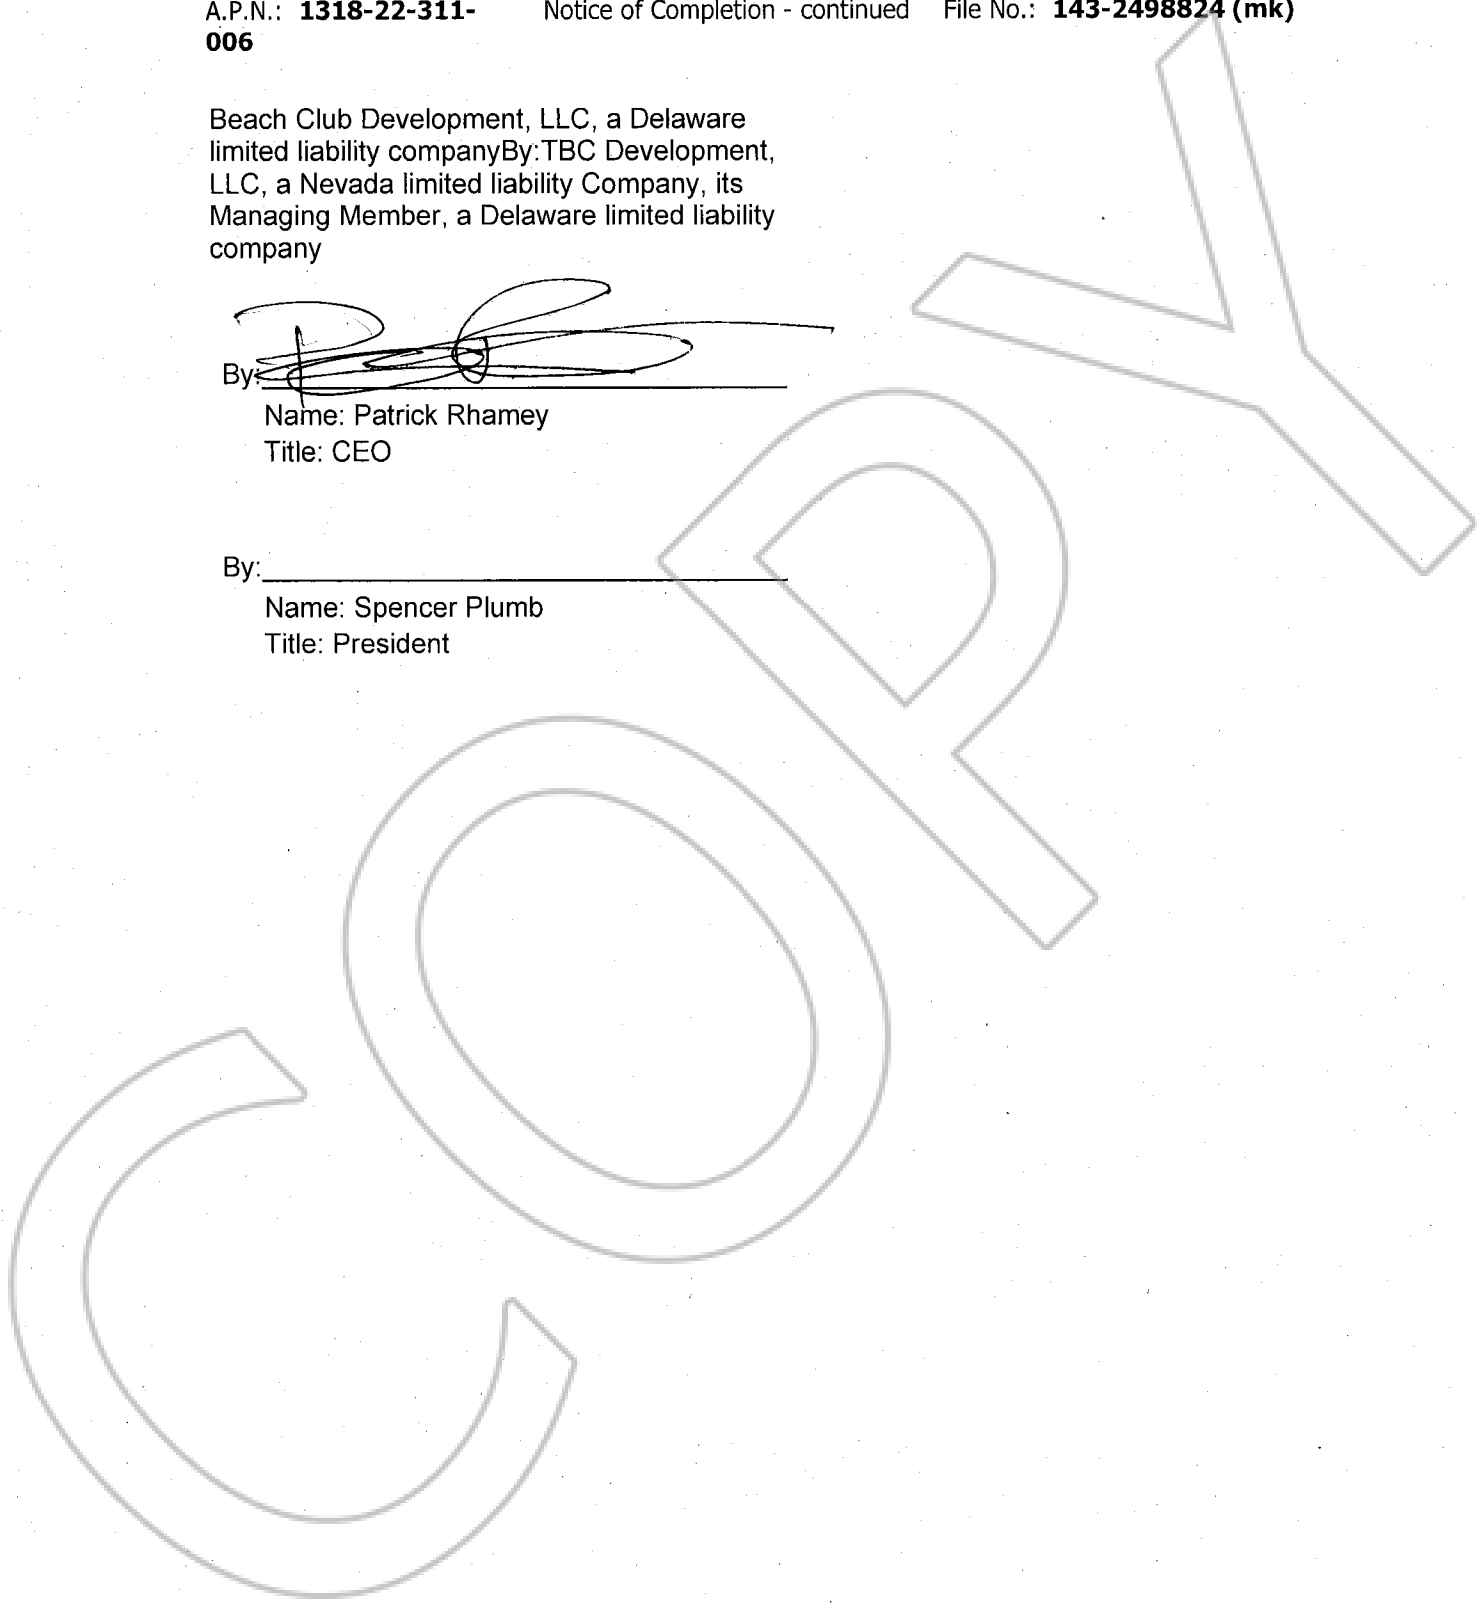 A.P.N.: 1318-22-311- Notice of Completion - continued File No.: 143-2498824 (mk)
006
Beach Club Development, LLC, a Delaware
limited liability companyBy:TBC Development,
LLC, a Nevada limited liability Company, its
Managing Member, a Delaware limited liability
company
By:
Name: Patrick Rhamey
Title: CEO
By:
Name: Spencer Plumb
Title: President
COPY